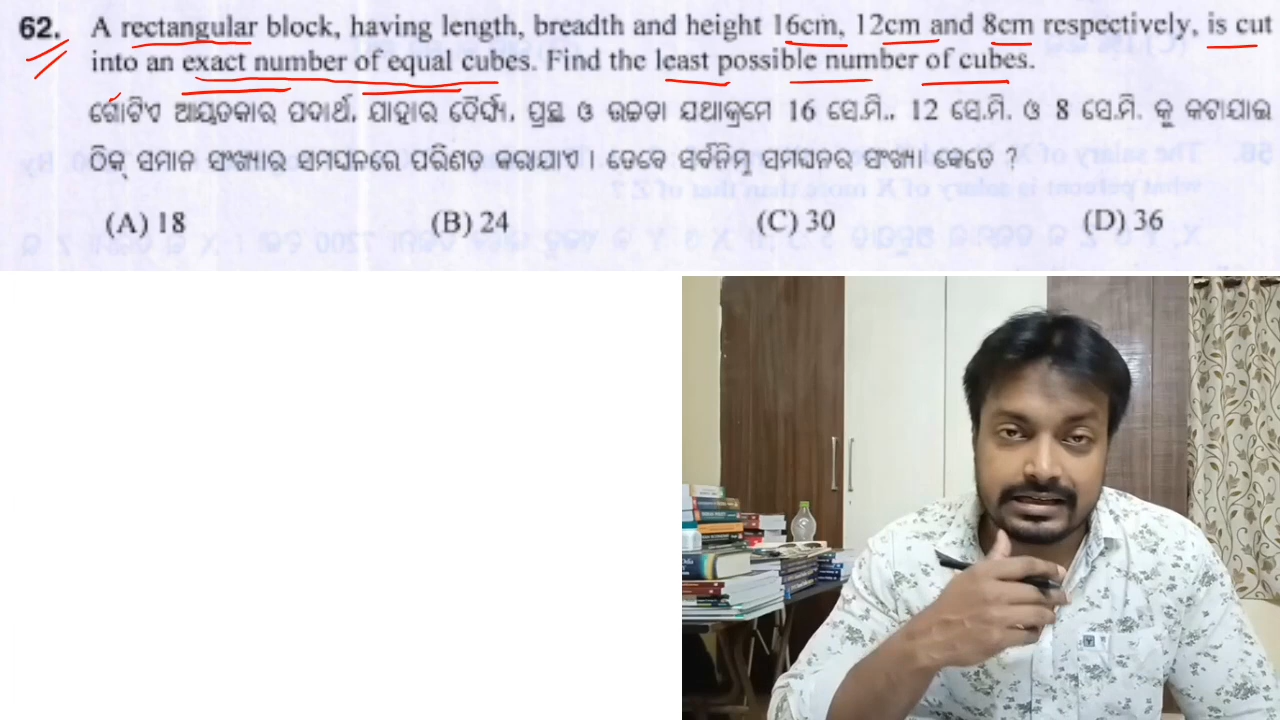 62. A rectangular block, having length, breadth and height 16cm, 12cm and 8cm respectively, is cut
into an exact number of equal cubes. Find the least possible number of cubes.
ଗୋଟିଏ ଆୟତକାର ପଦାର୍ଥ, ଯାହାର ଦୈର୍ଘ୍ୟ, ପ୍ରସ୍ଥ ଓ ଉଚ୍ଚତା ଯଥାକ୍ରମେ 16 ସେ.ମି., 12 ସେ.ମି. ଓ 8 ସେ.ମି. କୁ କଟାଯାଇ
ଠିକ୍ ସମାନ ସଂଖ୍ୟାର ସମଘନରେ ପରିଣତ କରାଯାଏ। ତେବେ ସର୍ବନିମ୍ନ ସମଘନର ସଂଖ୍ୟା କେତେ ?
(A) 18 (B) 24 (C) 30 (D) 36